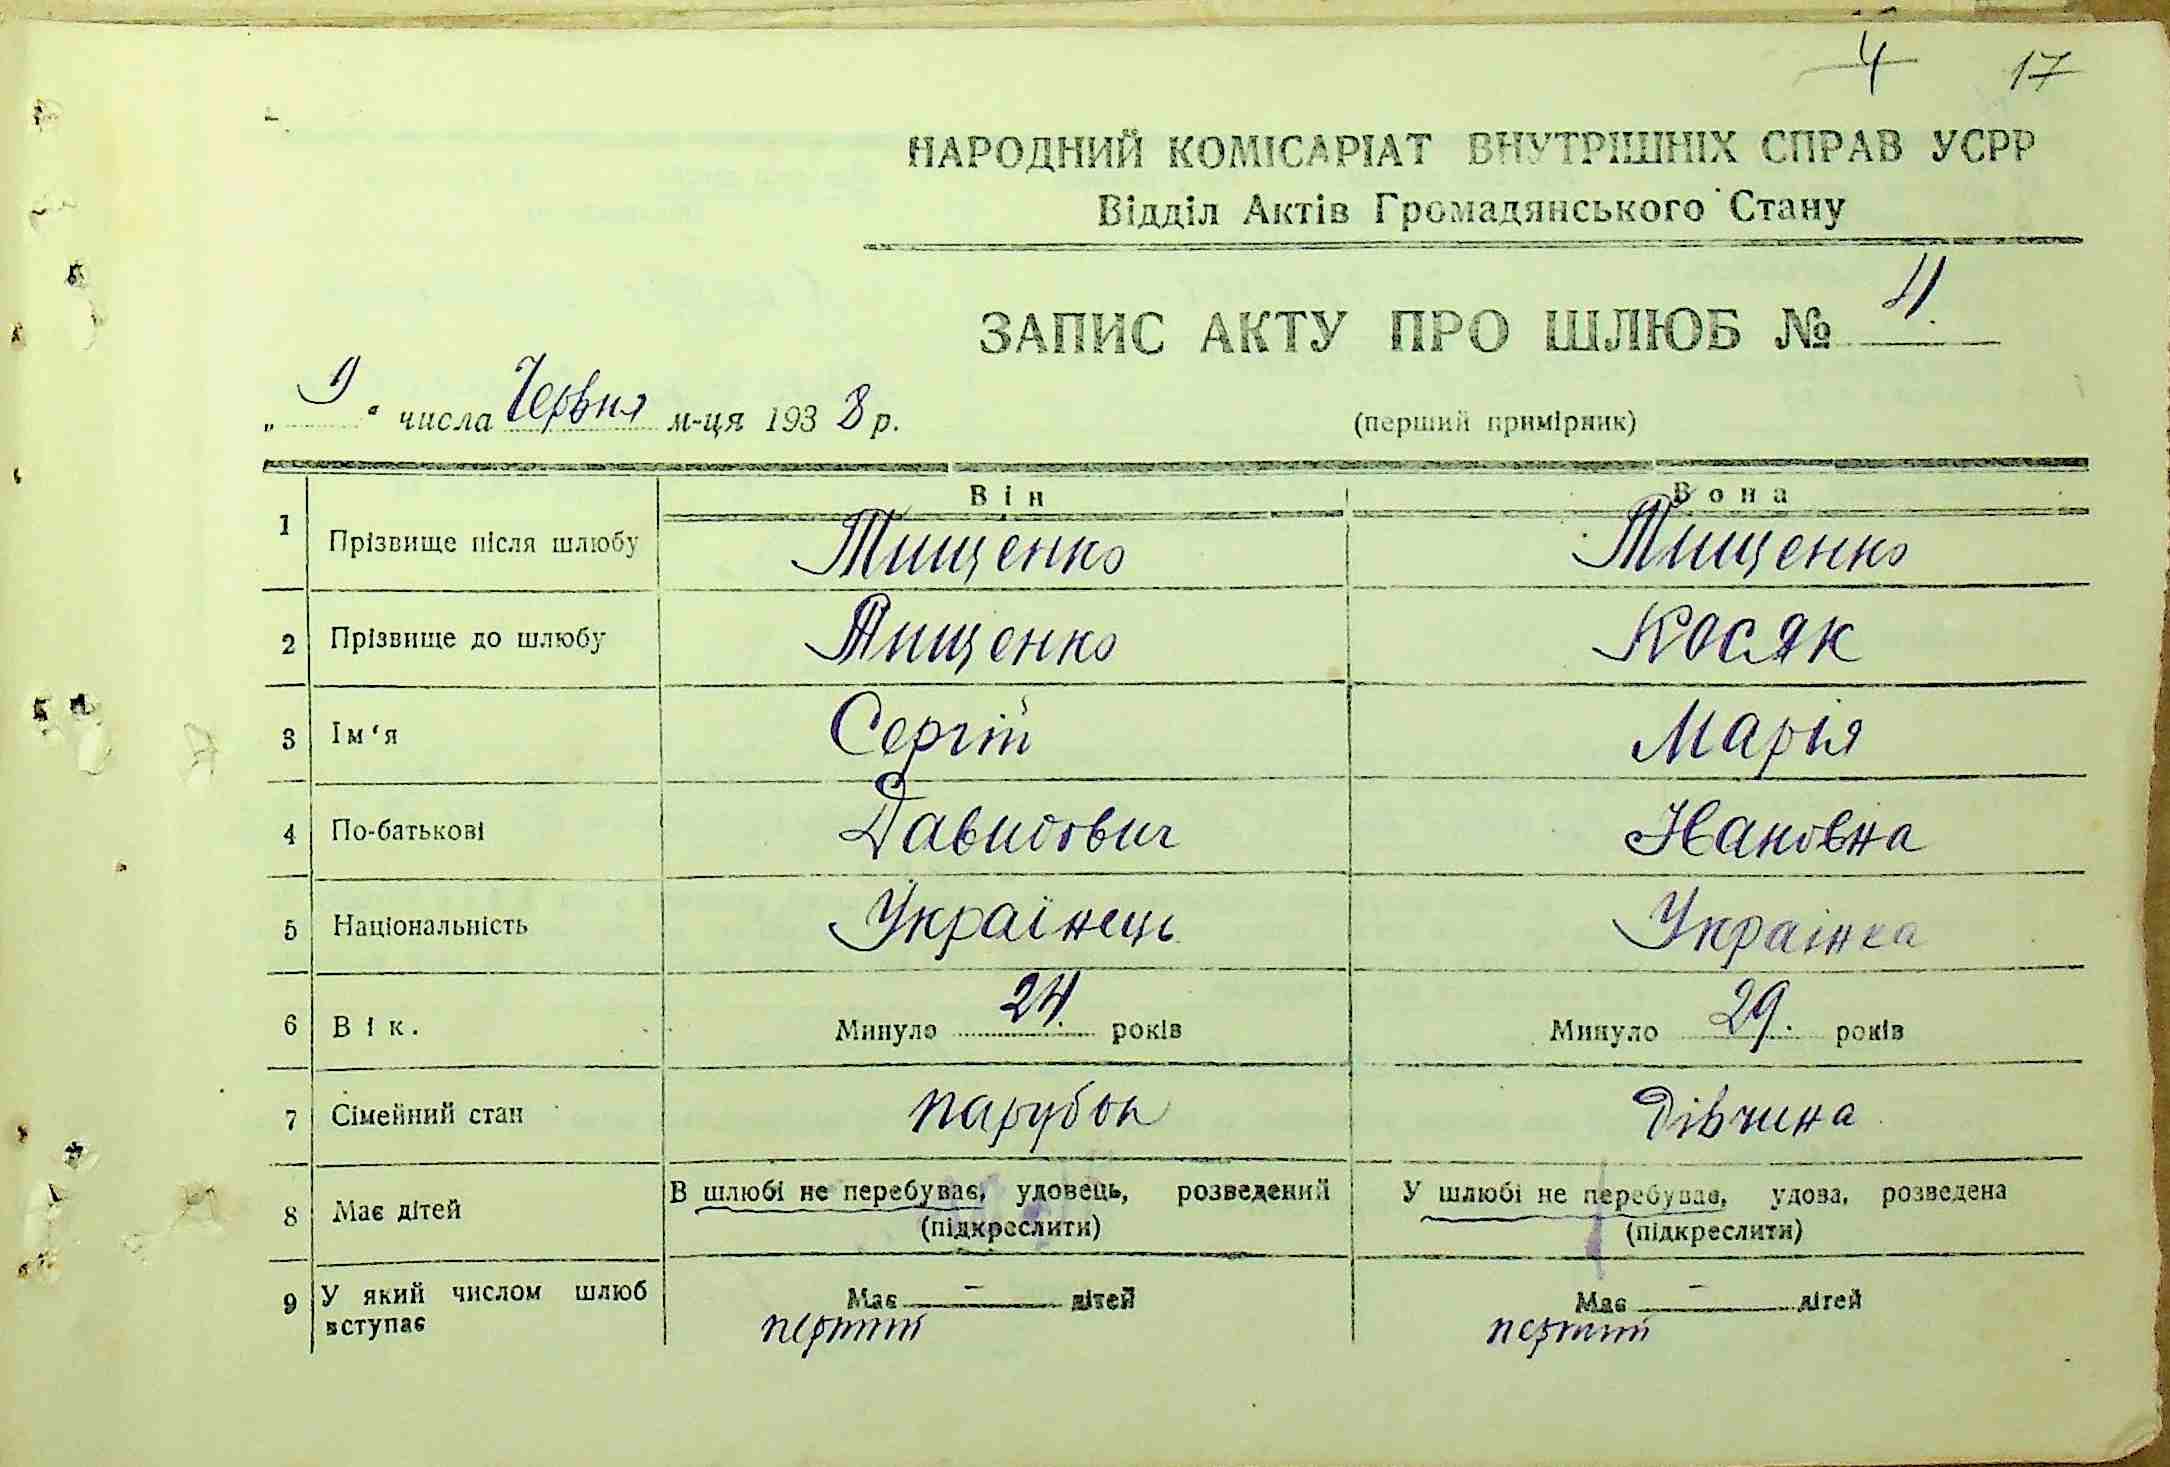 4 17
НАРОДНИЙ КОМІСАРІАТ ВНУТРІШНІХ СПРАВ УСРР
Відділ Актів Громадянського Стану
ЗАПИС АКТУ ПРО ШЛЮБ №
„ 9 “ числа Червня м-ця 1938 р. (перший примірник)
Він Вона
1 Прізвище після шлюбу Тищенко Тищенко
2 Прізвище до шлюбу Тищенко Косяк
3 Ім‘я Сергій Марія
4 По-батькові Давидович Івановна
5 Національність Українець Українка
6 Вік. Минуло 24. років Минуло 29. років
7 Сімейний стан парубок дівчина
8 Має дітей В шлюбі не перебуває, удовець, розведений У шлюбі не перебуває, удова, розведена
(підкреслити) (підкреслити)
9 У який числом шлюб Має — дітей Має — дітей
вступає перший перший